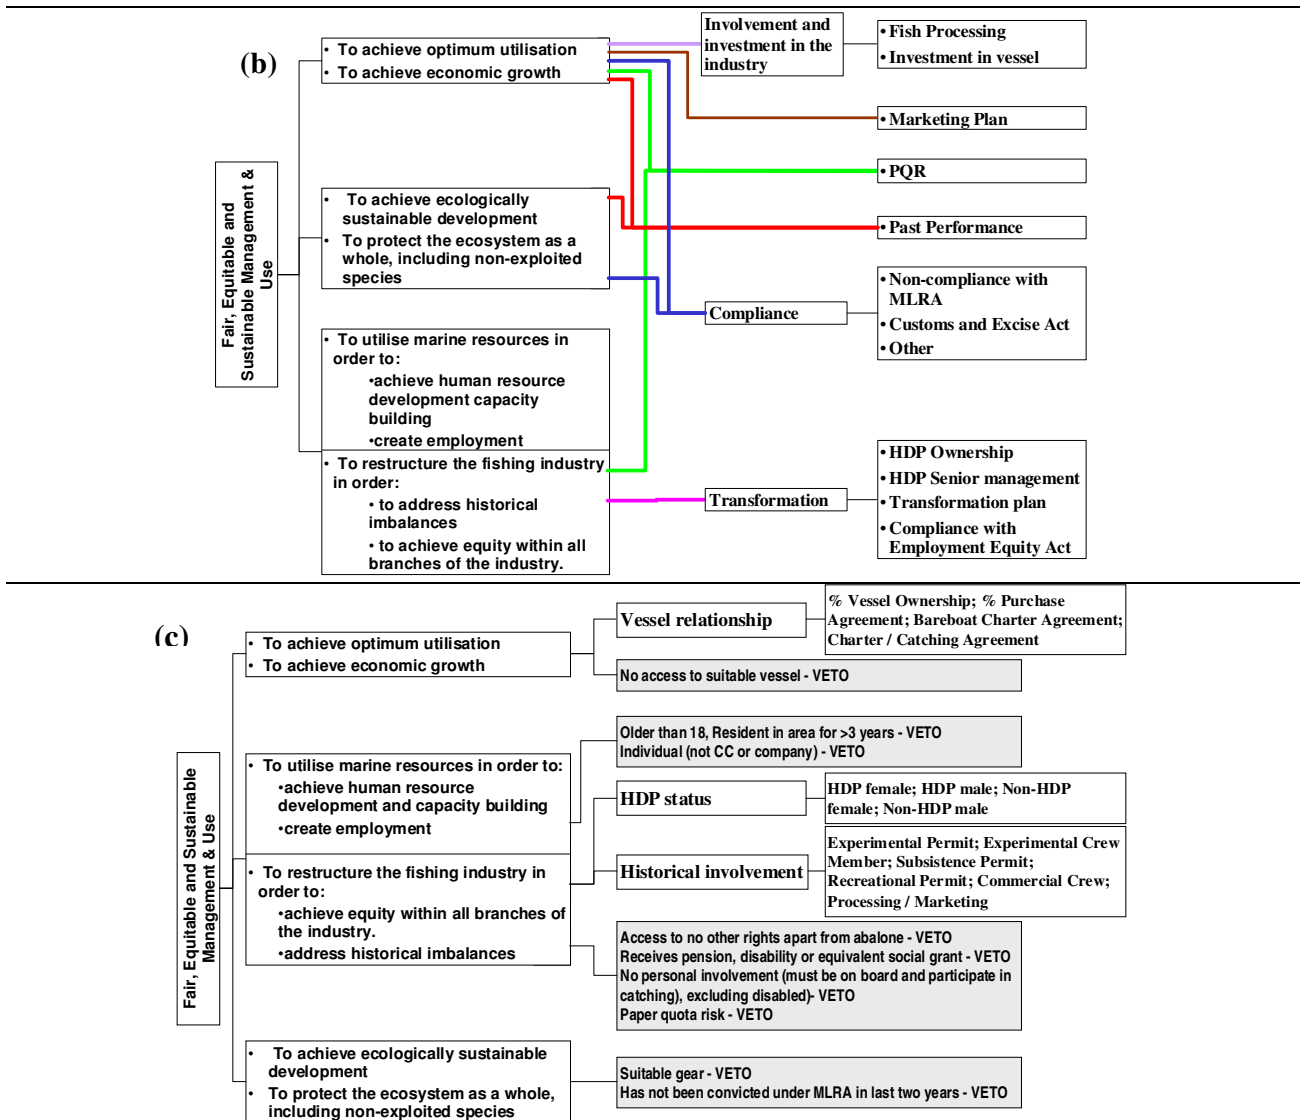 (b)
Fair, Equitable and
Sustainable Management &
Use
• To achieve optimum utilisation
• To achieve economic growth
• To achieve ecologically
sustainable development
• To protect the ecosystem as a
whole, including non-exploited
species
• To utilise marine resources in
order to:
•achieve human resource
development capacity
building
•create employment
• To restructure the fishing industry
in order:
• to address historical
imbalances
• to achieve equity within all
branches of the industry.
Involvement and
investment in the
industry
• Fish Processing
• Investment in vessel
• Marketing Plan
• PQR
• Past Performance
Compliance
• Non-compliance with
MLRA
• Customs and Excise Act
• Other
Transformation
• HDP Ownership
• HDP Senior management
• Transformation plan
• Compliance with
Employment Equity Act
(c)
Fair, Equitable and Sustainable
Management & Use
• To achieve optimum utilisation
• To achieve economic growth
• To utilise marine resources in order to:
•achieve human resource
development and capacity building
•create employment
• To restructure the fishing industry in
order to:
•achieve equity within all branches of
the industry.
•address historical imbalances
• To achieve ecologically sustainable
development
• To protect the ecosystem as a whole,
including non-exploited species
Vessel relationship
% Vessel Ownership; % Purchase
Agreement; Bareboat Charter Agreement;
Charter / Catching Agreement
No access to suitable vessel - VETO
Older than 18, Resident in area for >3 years - VETO
Individual (not CC or company) - VETO
HDP status
HDP female; HDP male; Non-HDP
female; Non-HDP male
Historical involvement
Experimental Permit; Experimental Crew
Member; Subsistence Permit;
Recreational Permit; Commercial Crew;
Processing / Marketing
Access to no other rights apart from abalone - VETO
Receives pension, disability or equivalent social grant - VETO
No personal involvement (must be on board and participate in
catching), excluding disabled)- VETO
Paper quota risk - VETO
Suitable gear - VETO
Has not been convicted under MLRA in last two years - VETO